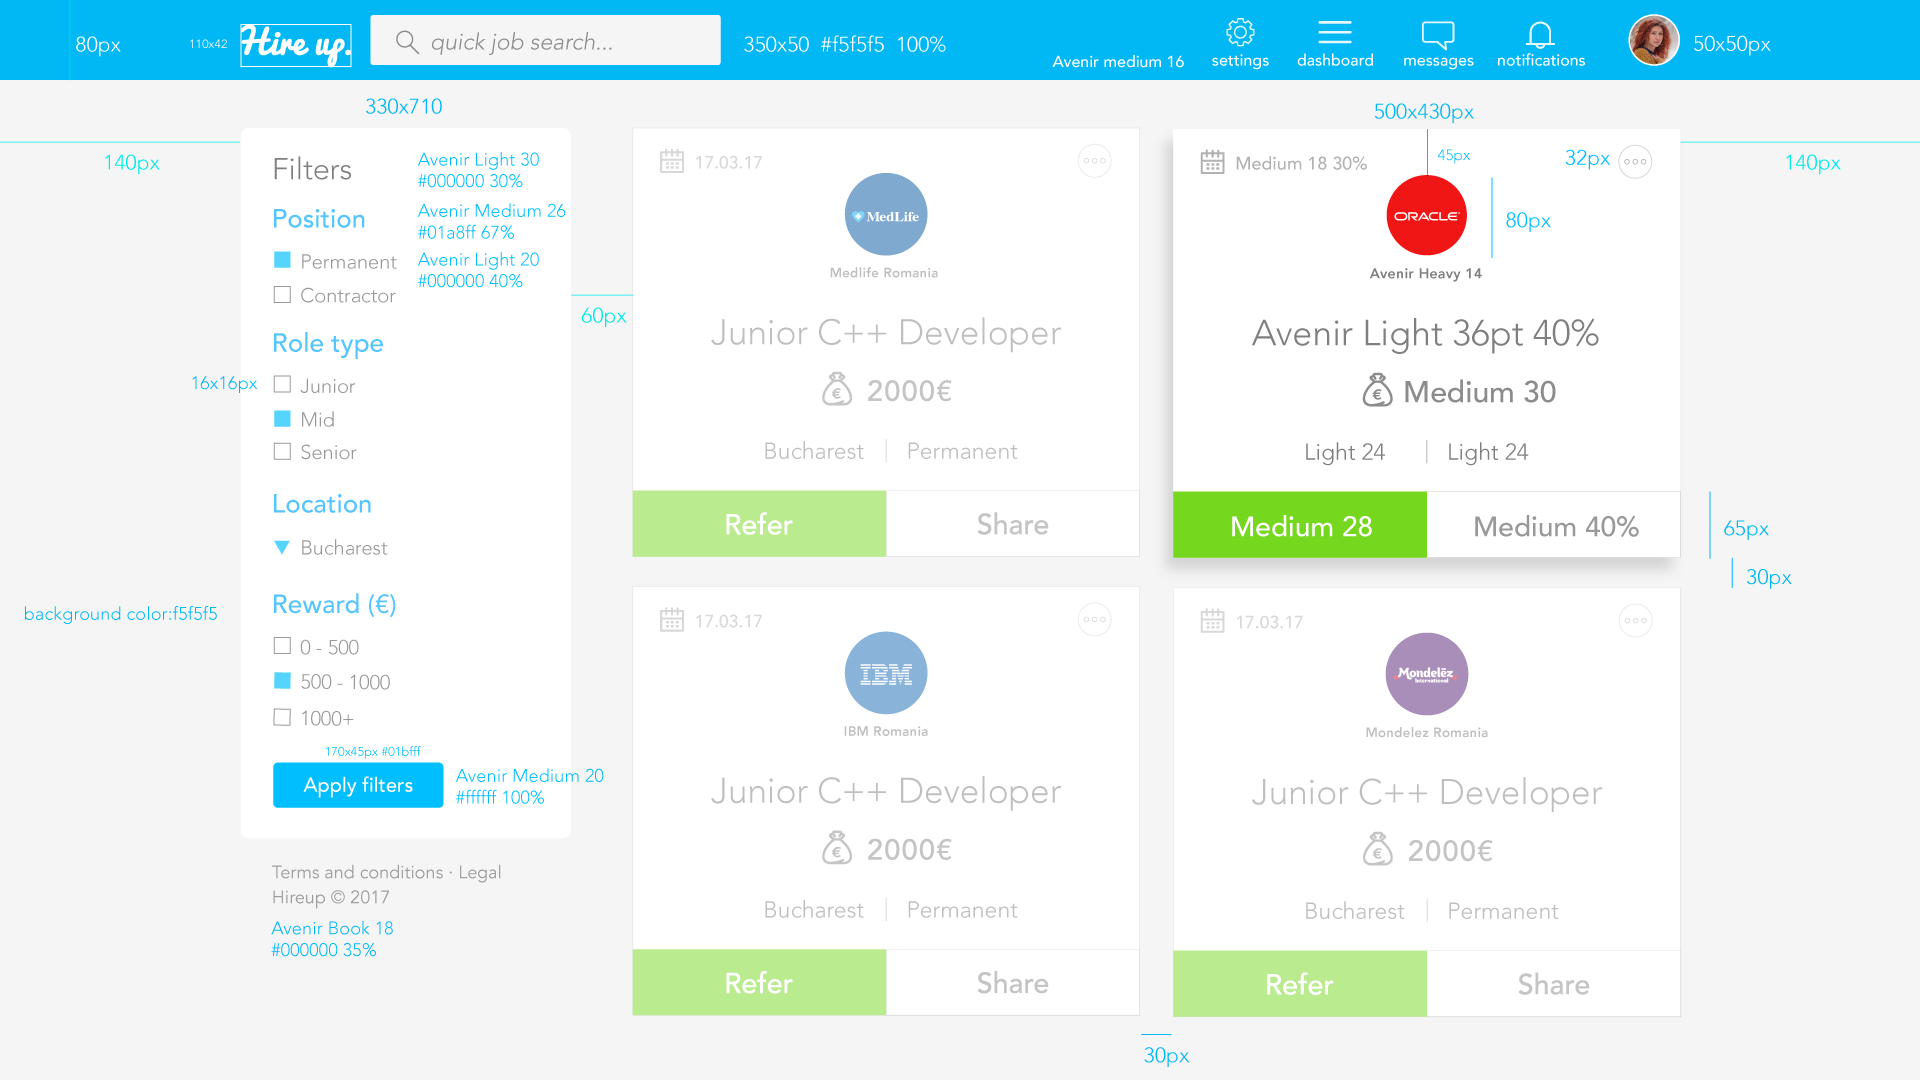 80px
110x42
Hire up.
quick job search...
350x50 #f5f5f5 100%
Avenir medium 16
settings
dashboard
messages
notifications
50x50px
330x710
140px
Filters
Avenir Light 30
#000000 30%
Position
Avenir Medium 26
#01a8ff 67%
Permanent
Avenir Light 20
#000000 40%
Contractor
60px
Role type
16x16px
Junior
Mid
Senior
Location
Bucharest
background color:f5f5f5
Reward (€)
0 - 500
500 - 1000
1000+
170x45px #01bfff
Apply filters
Avenir Medium 20
#ffffff 100%
Terms and conditions · Legal
Hireup © 2017
Avenir Book 18
#000000 35%
17.03.17
MedLife
Medlife Romania
Junior C++ Developer
€ 2000€
Bucharest
Permanent
Refer
Share
500x430px
Medium 18 30%
45px
32px
140px
ORACLE
80px
Avenir Heavy 14
Avenir Light 36pt 40%
€ Medium 30
Light 24
Light 24
Medium 28
Medium 40%
65px
30px
17.03.17
IBM
IBM Romania
Junior C++ Developer
€ 2000€
Bucharest
Permanent
Refer
Share
17.03.17
Mondelēz
International
Mondelez Romania
Junior C++ Developer
€ 2000€
Bucharest
Permanent
Refer
Share
30px